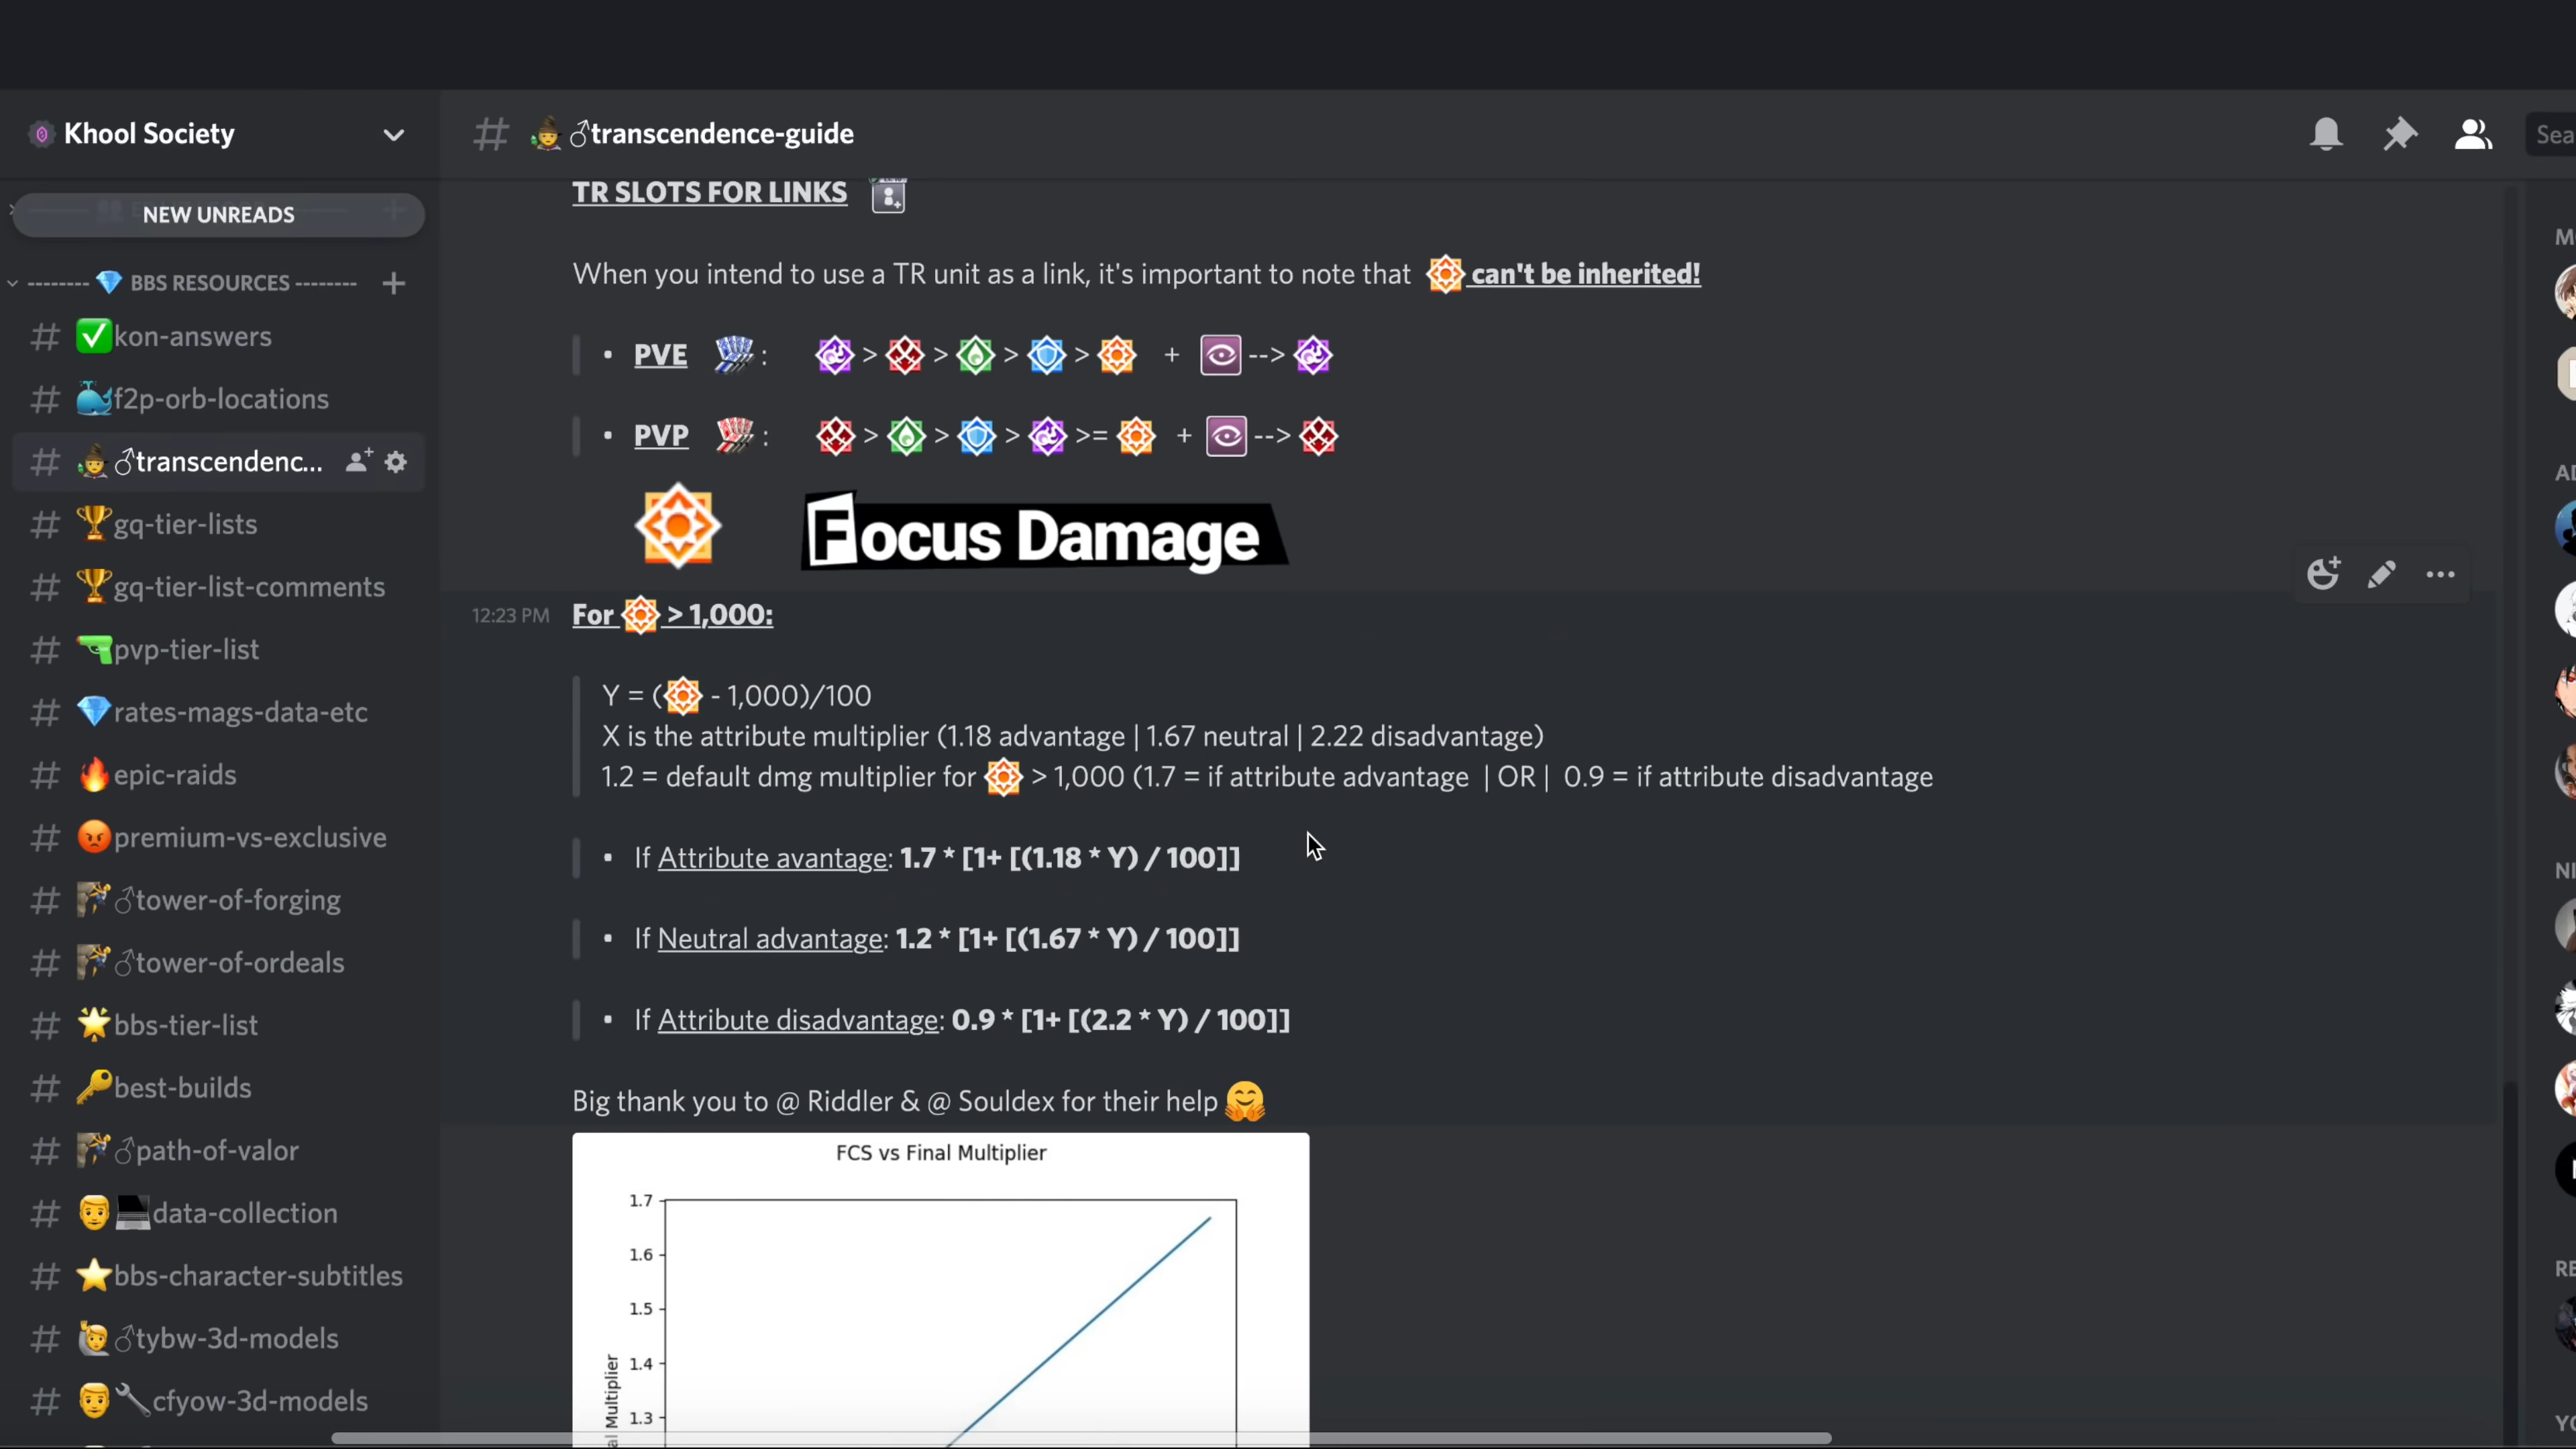 Khool Society
NEW UNREADS
-------- BBS RESOURCES --------
kon-answers
f2p-orb-locations
♂transcendenc...
gq-tier-lists
gq-tier-list-comments
pvp-tier-list
rates-mags-data-etc
epic-raids
premium-vs-exclusive
♂tower-of-forging
♂tower-of-ordeals
bbs-tier-list
best-builds
♂path-of-valor
data-collection
bbs-character-subtitles
♂tybw-3d-models
cfyow-3d-models
♂transcendence-guide
TR SLOTS FOR LINKS
When you intend to use a TR unit as a link, it's important to note that can't be inherited!
• PVE : > > > > + -->
• PVP : > > > >= + -->
Focus Damage
12:23 PM For > 1,000:
Y = ( - 1,000)/100
X is the attribute multiplier (1.18 advantage | 1.67 neutral | 2.22 disadvantage)
1.2 = default dmg multiplier for > 1,000 (1.7 = if attribute advantage | OR | 0.9 = if attribute disadvantage
• If Attribute avantage: 1.7 * [1+ [(1.18 * Y) / 100]]
• If Neutral advantage: 1.2 * [1+ [(1.67 * Y) / 100]]
• If Attribute disadvantage: 0.9 * [1+ [(2.2 * Y) / 100]]
Big thank you to @ Riddler & @ Souldex for their help
FCS vs Final Multiplier
1.7
1.6
1.5
1.4
1.3
Multiplier